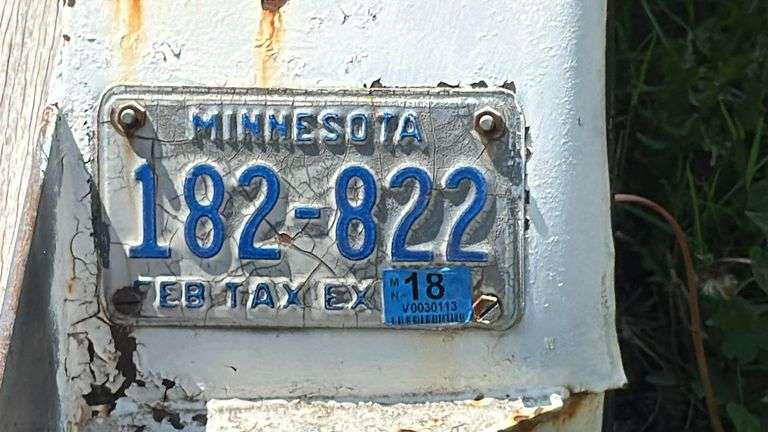 MINNESOTA
182-822
FEB TAX EX
MN 18
V0030113